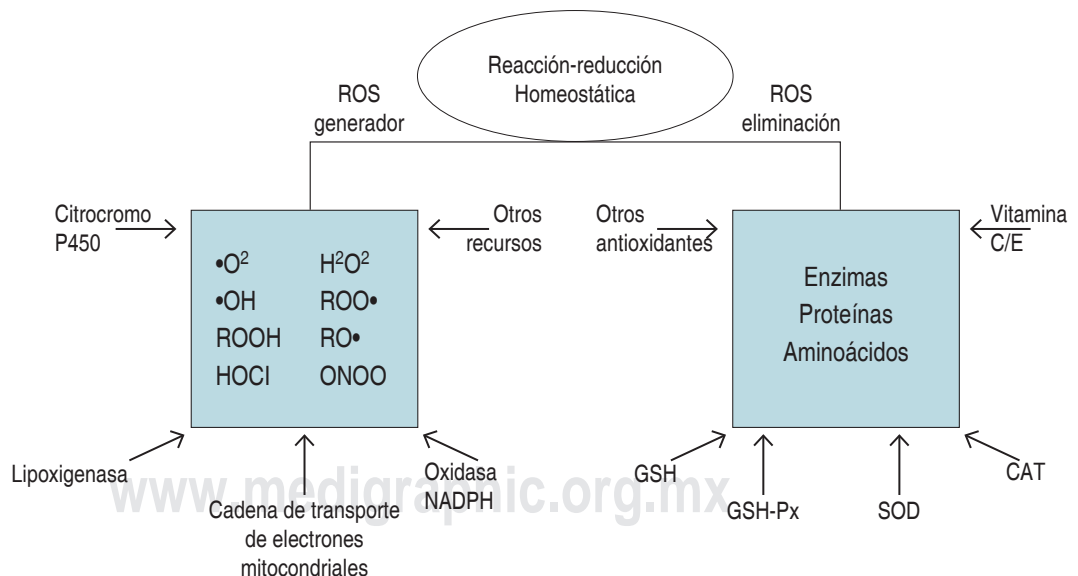 Reacción-reducción
Homeostática
ROS
generador
ROS
eliminación
Citrocromo
P450
Otros
recursos
Otros
antioxidantes
Vitamina
C/E
•O²
H²O²
•OH
ROO•
ROOH
RO•
HOCl
ONOO
Enzimas
Proteínas
Aminoácidos
Lipoxigenasa
Cadena de transporte
de electrones
mitocondriales
Oxidasa
NADPH
GSH
GSH-Px
SOD
CAT
www.medigraphic.org.mx